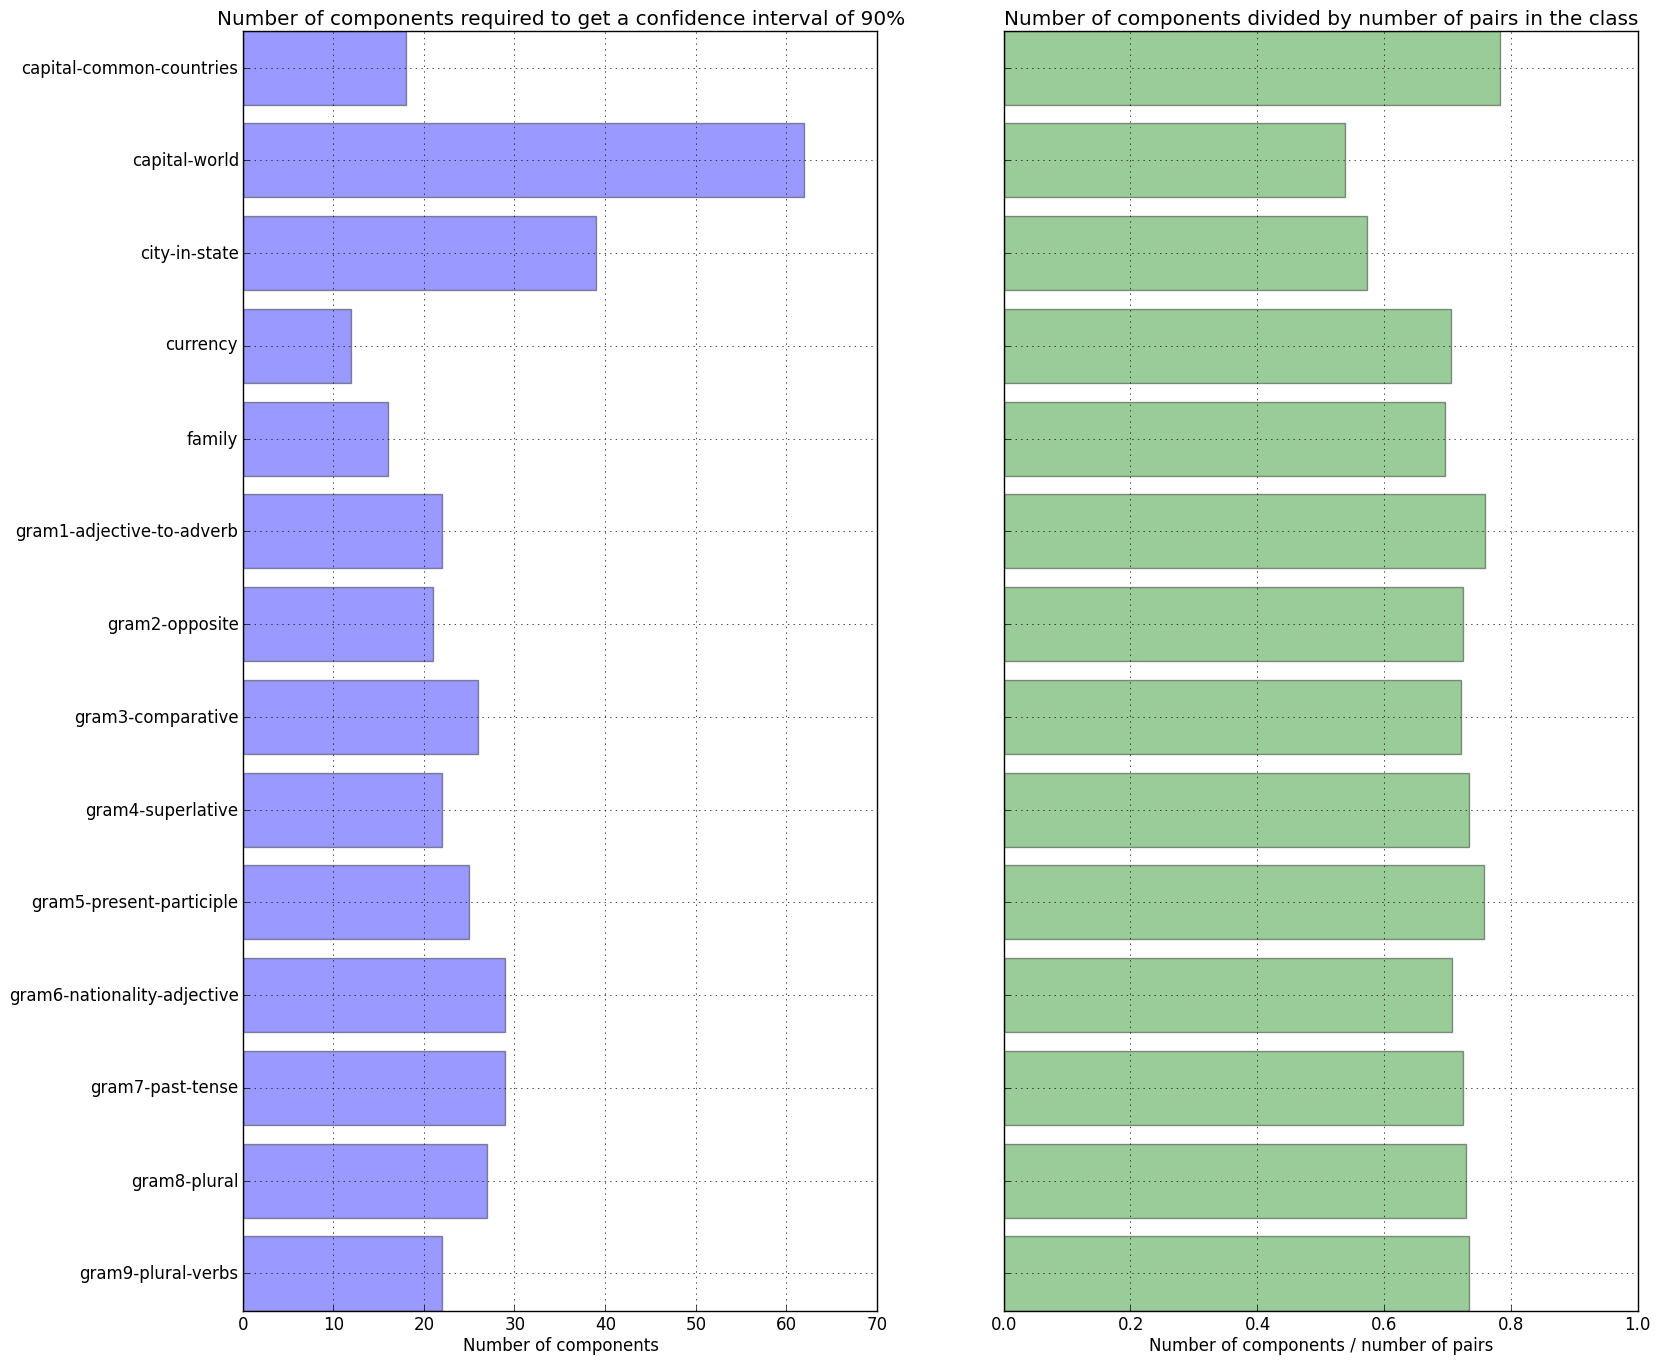 Number of components required to get a confidence interval of 90%
capital-common-countries
capital-world
city-in-state
currency
family
gram1-adjective-to-adverb
gram2-opposite
gram3-comparative
gram4-superlative
gram5-present-participle
gram6-nationality-adjective
gram7-past-tense
gram8-plural
gram9-plural-verbs
0 10 20 30 40 50 60 70
Number of components
Number of components divided by number of pairs in the class
0.0 0.2 0.4 0.6 0.8 1.0
Number of components / number of pairs